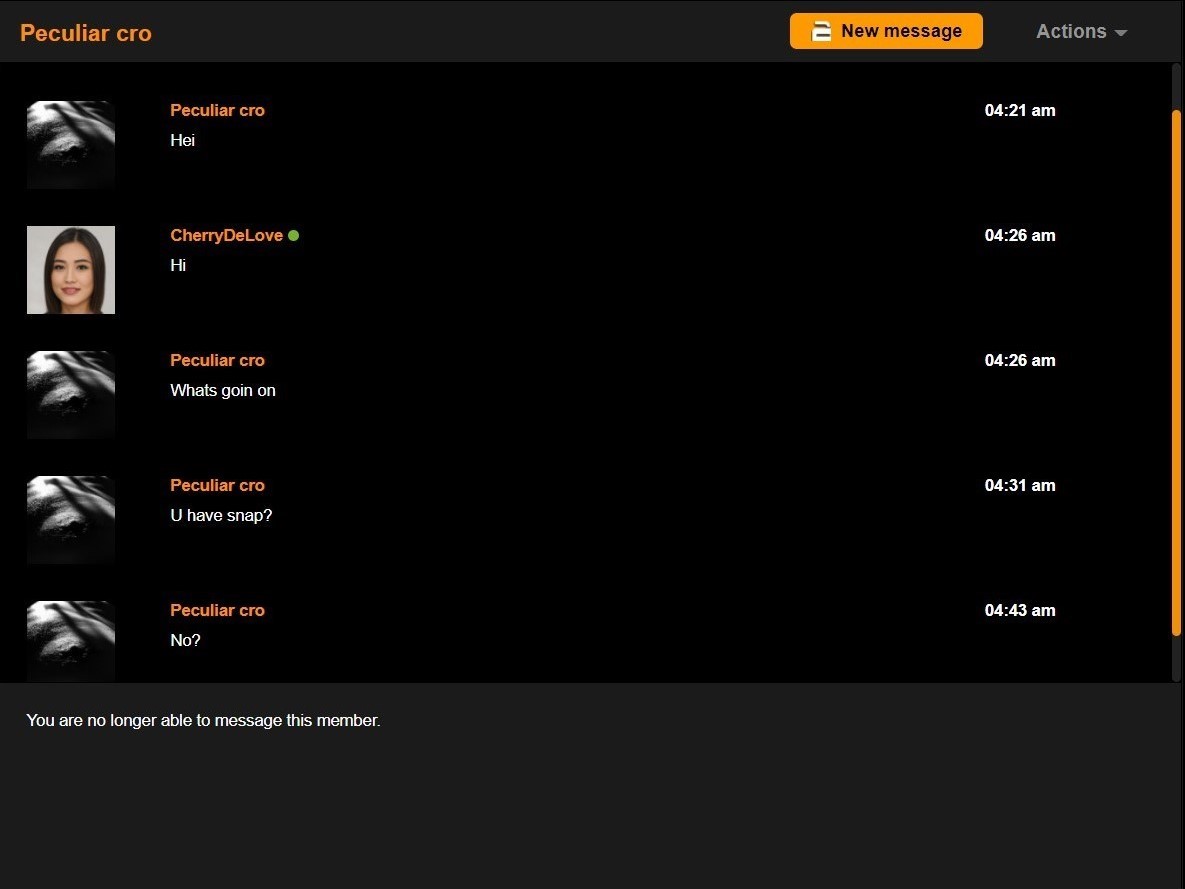 Peculiar cro
New message
Actions
Peculiar cro
04:21 am
Hei
CherryDeLove
04:26 am
Hi
Peculiar cro
04:26 am
Whats goin on
Peculiar cro
04:31 am
U have snap?
Peculiar cro
04:43 am
No?
You are no longer able to message this member.